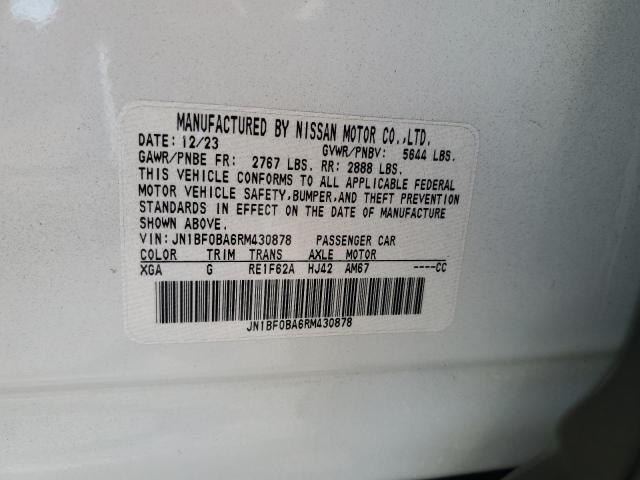 MANUFACTURED BY NISSAN MOTOR CO.,LTD.
DATE: 12/23 GVWR/PNBV: 5644 LBS.
GAWR/PNBE FR: 2767 LBS. RR: 2888 LBS.
THIS VEHICLE CONFORMS TO ALL APPLICABLE FEDERAL
MOTOR VEHICLE SAFETY,BUMPER,AND THEFT PREVENTION
STANDARDS IN EFFECT ON THE DATE OF MANUFACTURE
SHOWN ABOVE.
VIN: JN1BF0BA6RM430878 PASSENGER CAR
COLOR TRIM TRANS AXLE MOTOR
XGA G RE1F62A HJ42 AM67 ----CC
JN1BF0BA6RM430878